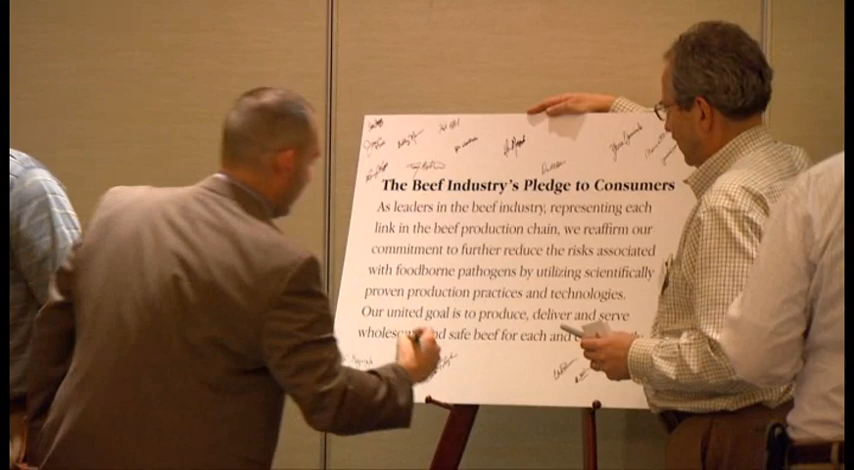 The Beef Industry's Pledge to Consumers
As leaders in the beef industry, representing each
link in the beef production chain, we reaffirm our
commitment to further reduce the risks associated
with foodborne pathogens by utilizing scientifically
proven production practices and technologies.
Our united goal is to produce, deliver and serve
and safe beef for each and